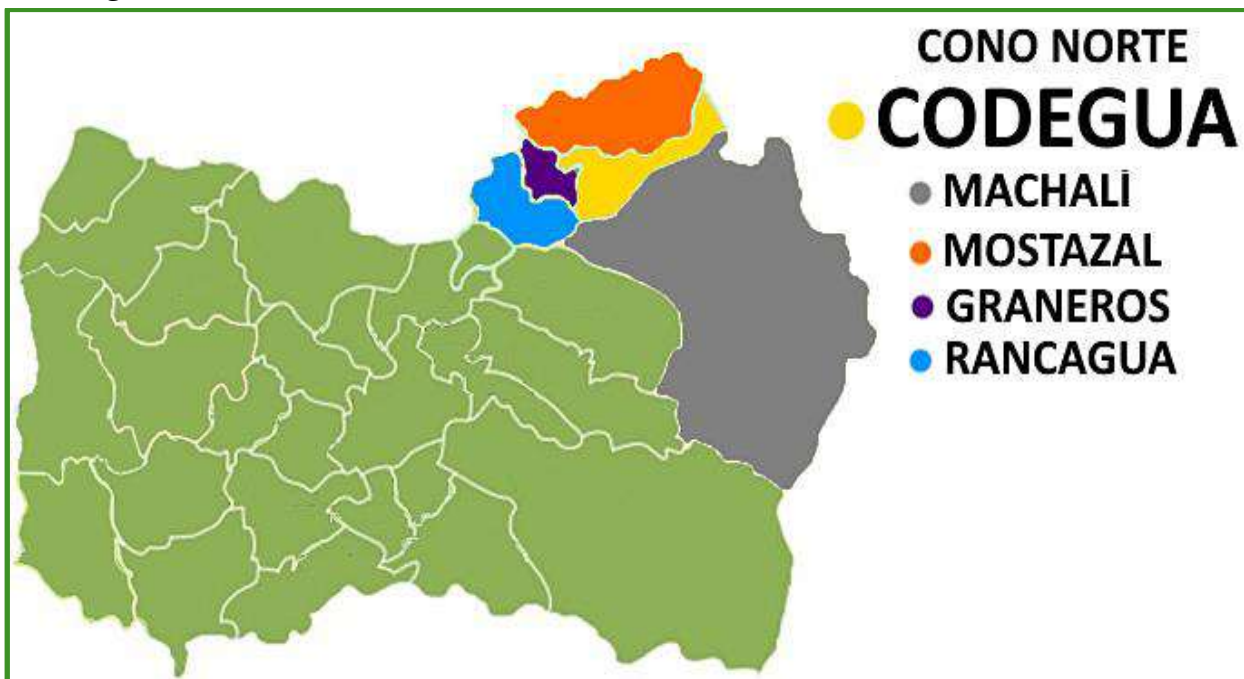 CONO NORTE
CODEGUA
MACHALÍ
MOSTAZAL
GRANEROS
RANCAGUA